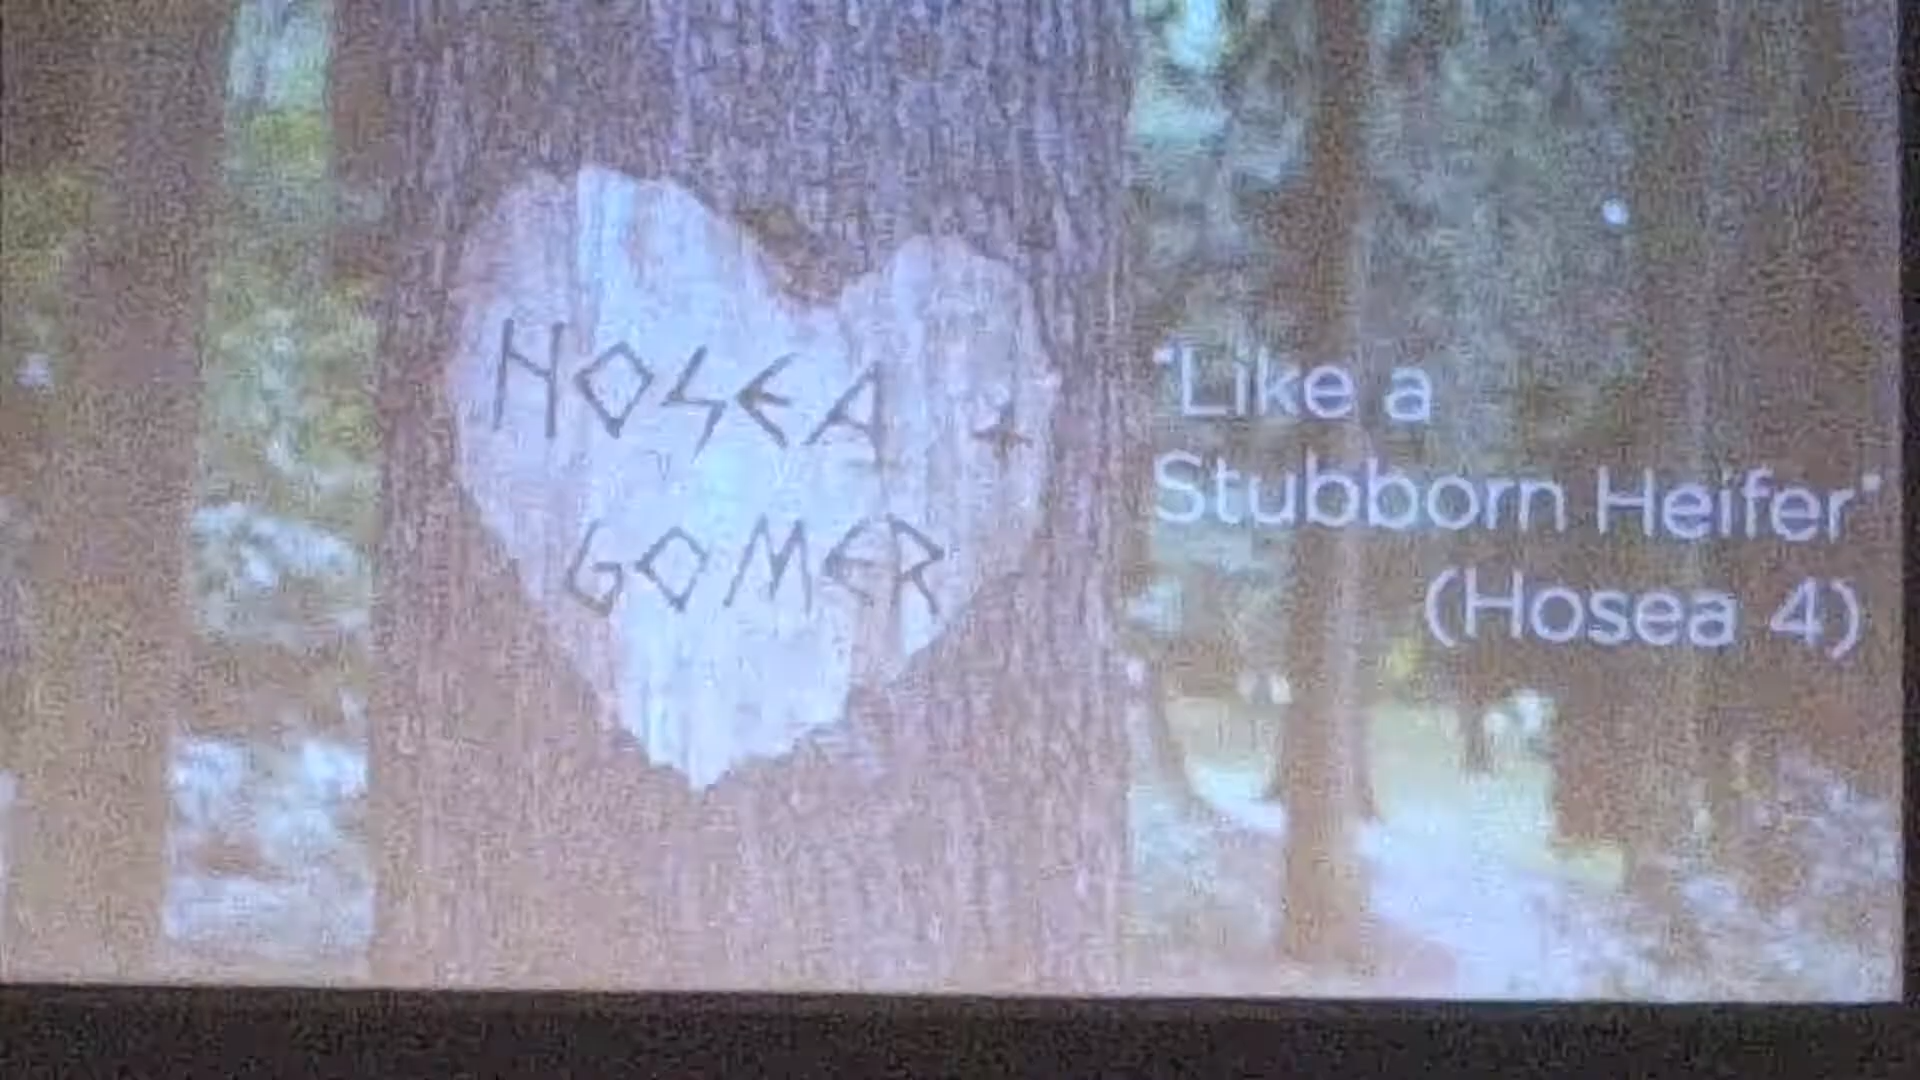 HOSEA +
GOMER
"Like a
Stubborn Heifer"
(Hosea 4)